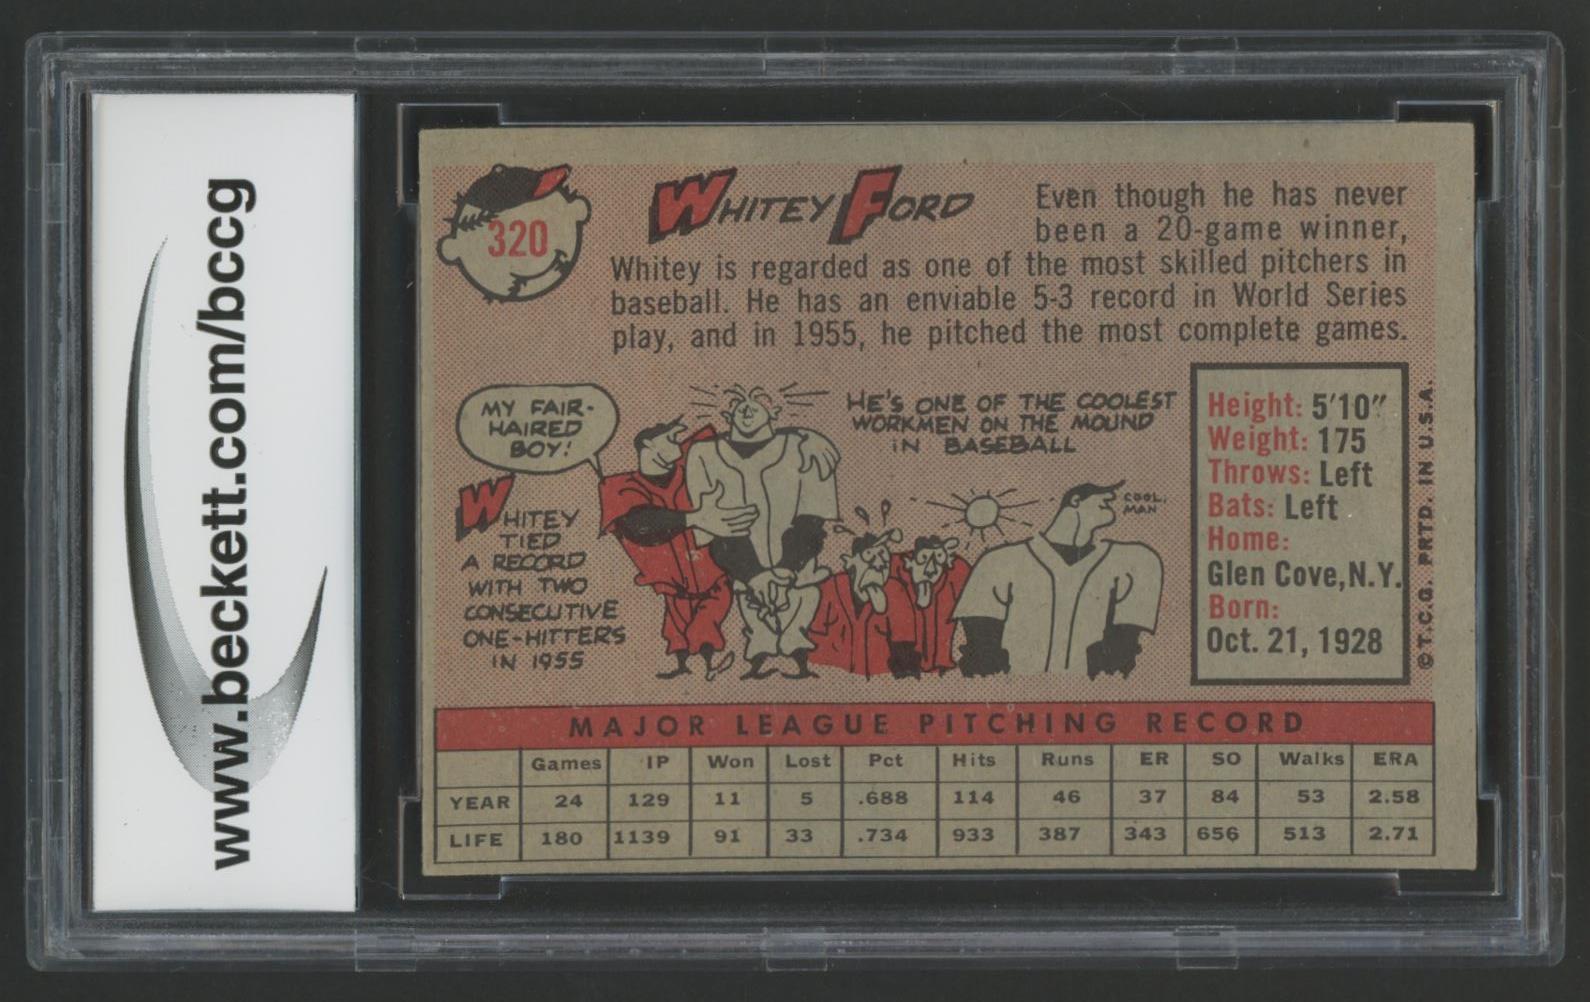 www.beckett.com/bccg
320
WHITEY FORD
Even though he has never
been a 20-game winner,
Whitey is regarded as one of the most skilled pitchers in
baseball. He has an enviable 5-3 record in World Series
play, and in 1955, he pitched the most complete games.
MY FAIR-
HAIRED
BOY!
WHITEY
TIED
A RECORD
WITH TWO
CONSECUTIVE
ONE-HITTERS
IN 1955
HE'S ONE OF THE COOLEST
WORKMEN ON THE MOUND
IN BASEBALL
COOL,
MAN
Height: 5'10"
Weight: 175
Throws: Left
Bats: Left
Home:
Glen Cove, N.Y.
Born:
Oct. 21, 1928
©T.C.G. PRTD. IN U.S.A.
MAJOR LEAGUE PITCHING RECORD
Games IP Won Lost Pct Hits Runs ER SO Walks ERA
YEAR 24 129 11 5 .688 114 46 37 84 53 2.58
LIFE 180 1139 91 33 .734 933 387 343 656 513 2.71